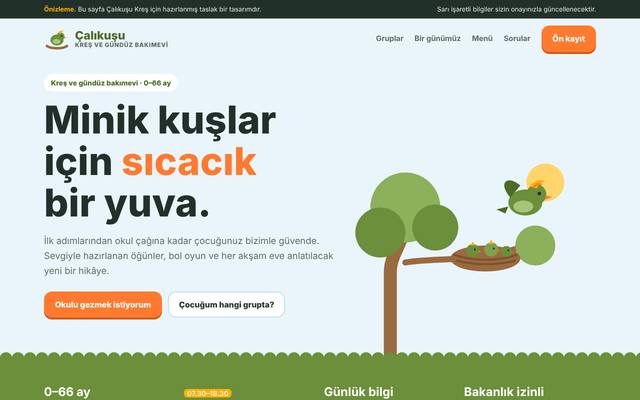 Önizleme. Bu sayfa Çalıkuşu Kreş için hazırlanmış taslak bir tasarımdır.
Sarı işaretli bilgiler sizin onayınızla güncellenecektir.
Çalıkuşu
KREŞ VE GÜNDÜZ BAKIMEVİ
Gruplar
Bir günümüz
Menü
Sorular
Ön kayıt
Kreş ve gündüz bakımevi · 0–66 ay
Minik kuşlar
için sıcacık
bir yuva.
İlk adımlarından okul çağına kadar çocuğunuz bizimle güvende.
Sevgiyle hazırlanan öğünler, bol oyun ve her akşam eve anlatılacak
yeni bir hikâye.
Okulu gezmek istiyorum
Çocuğum hangi grupta?
0–66 ay
07.30–18.30
Günlük bilgi
Bakanlık izinli